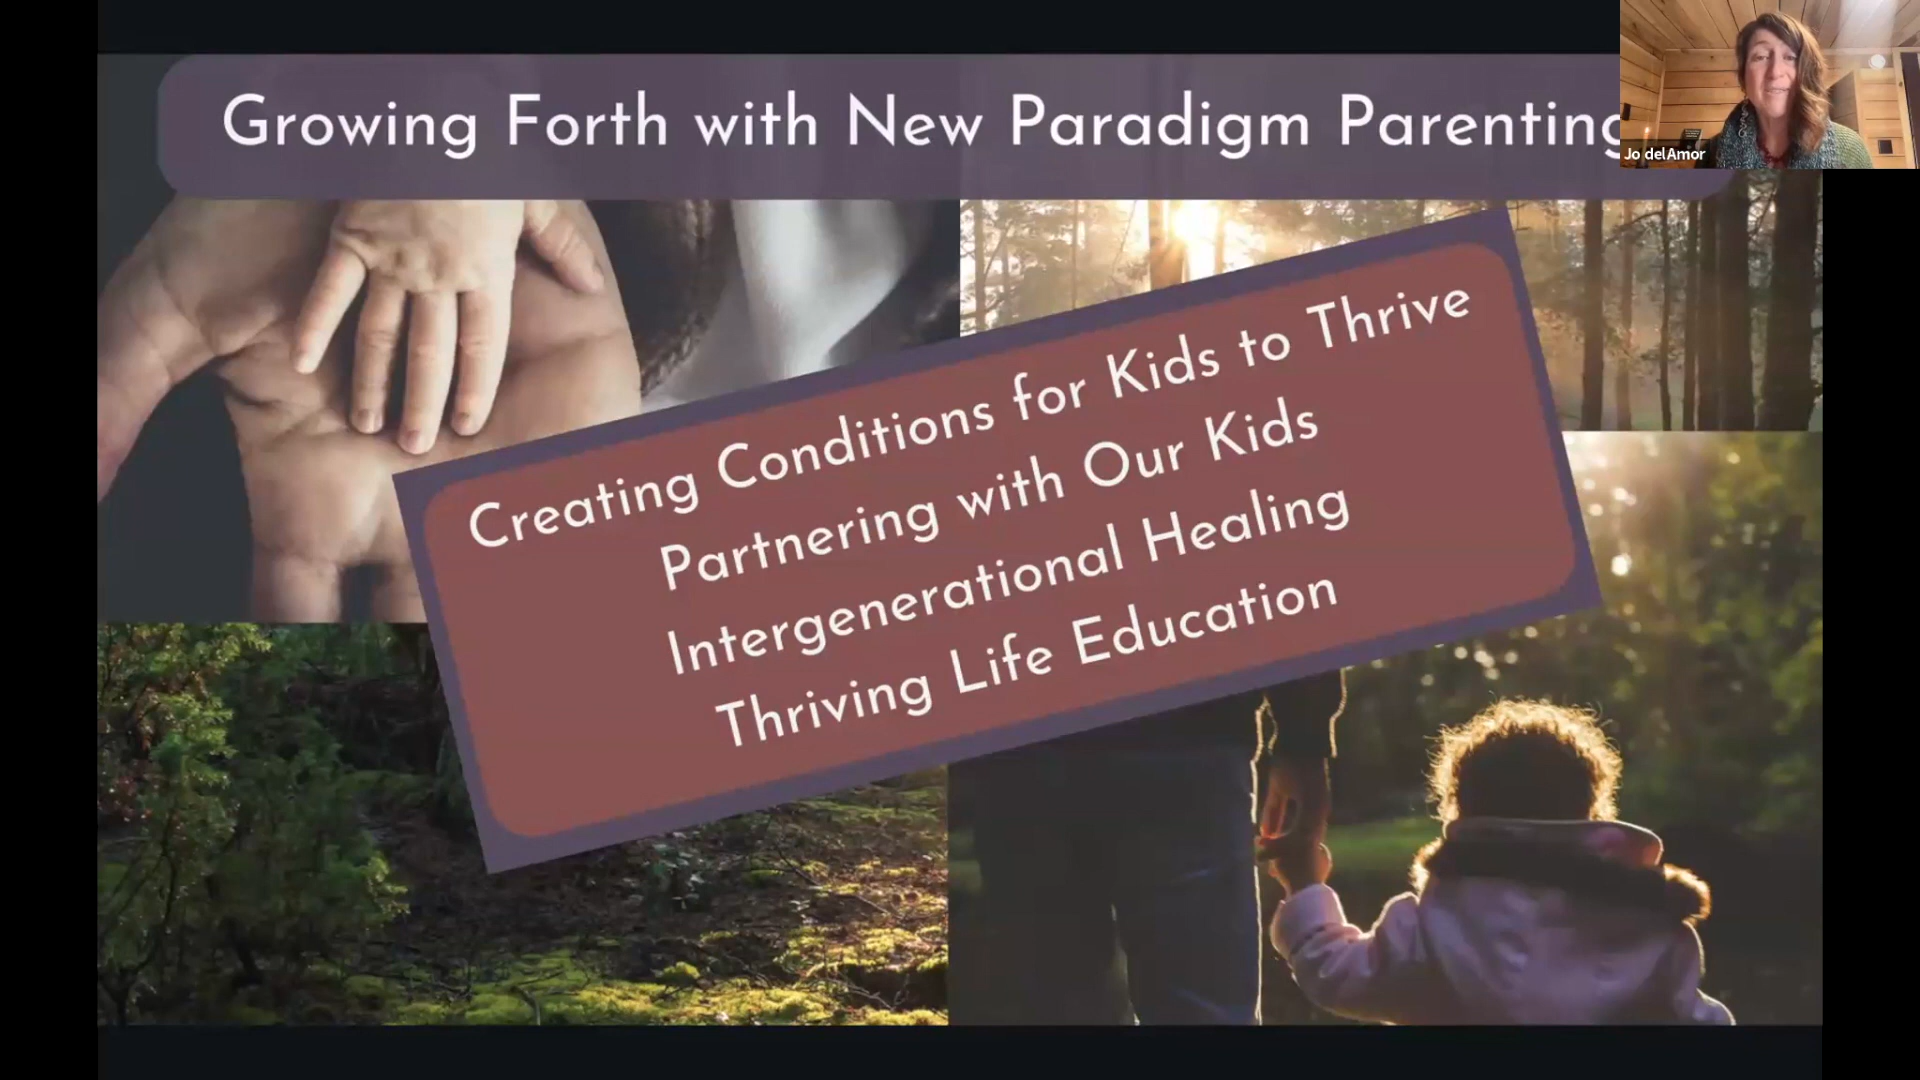 Growing Forth with New Paradigm Parenting
Jo delAmor
Creating Conditions for Kids to Thrive
Partnering with Our Kids
Intergenerational Healing
Thriving Life Education